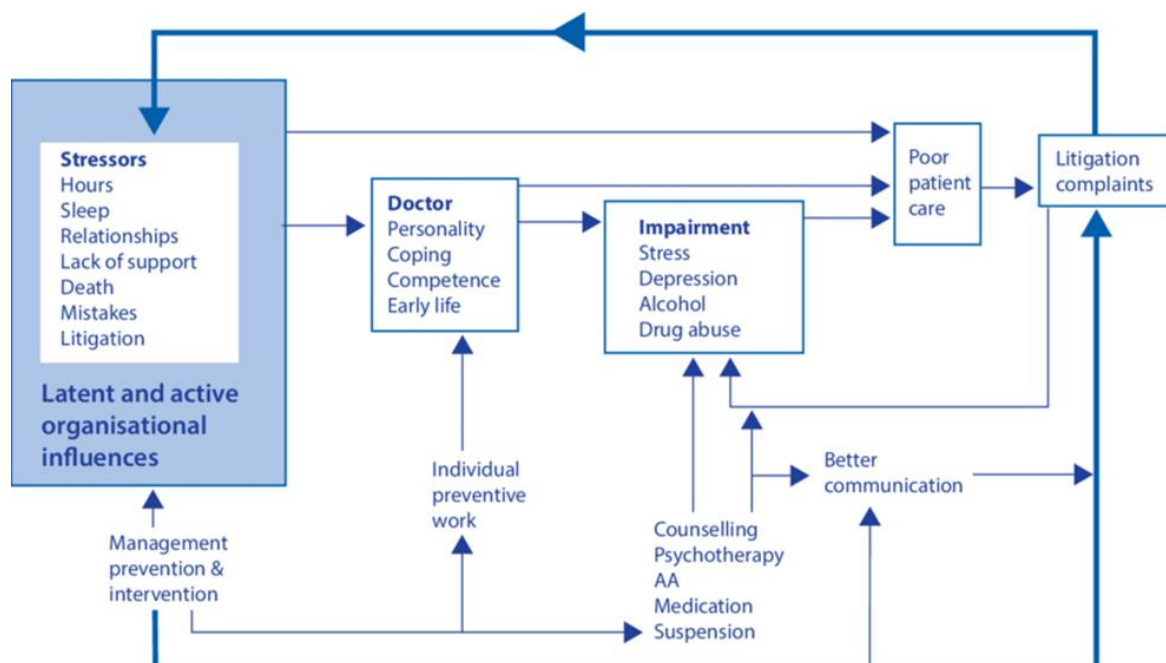 Stressors
Hours
Sleep
Relationships
Lack of support
Death
Mistakes
Litigation
Latent and active
organisational
influences
Doctor
Personality
Coping
Competence
Early life
Impairment
Stress
Depression
Alcohol
Drug abuse
Poor
patient
care
Litigation
complaints
Management
prevention &
intervention
Individual
preventive
work
Counselling
Psychotherapy
AA
Medication
Suspension
Better
communication